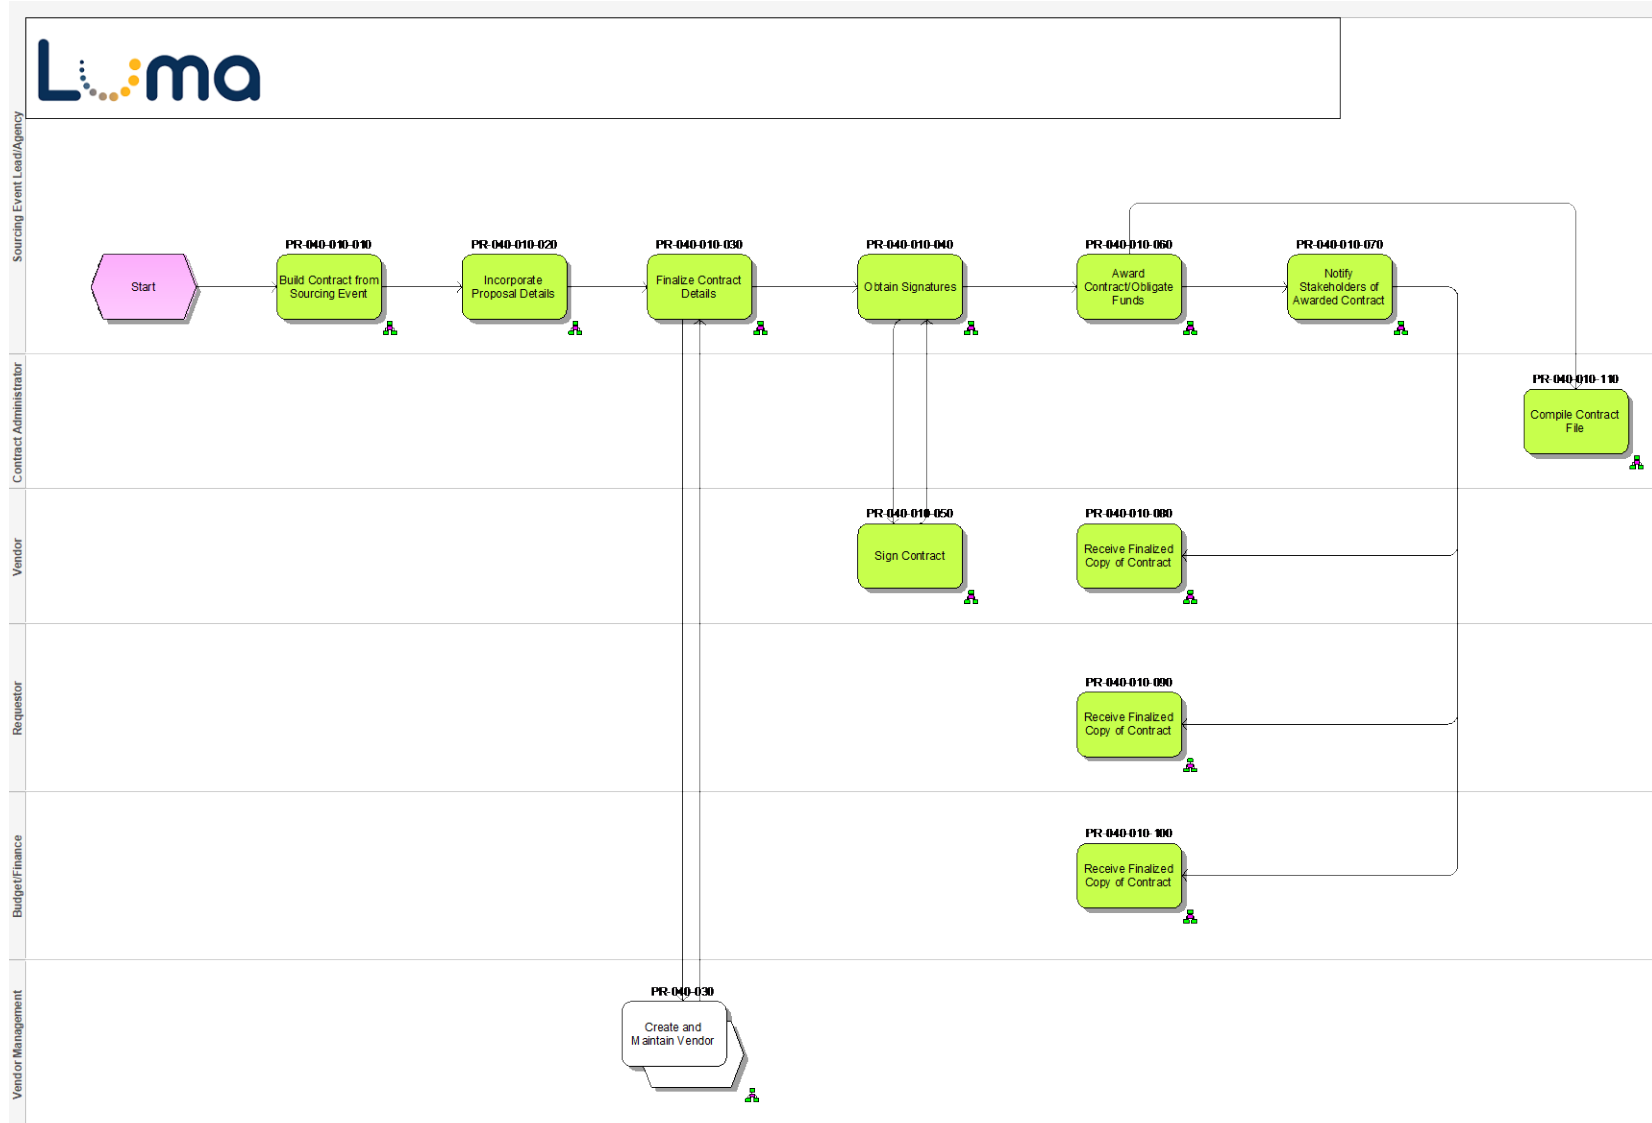 Luma
Sourcing Event Lead/Agency
PR-040-010-010
PR-040-010-020
PR-040-010-030
PR-040-010-040
PR-040-010-060
PR-040-010-070
Start
Build Contract from
Sourcing Event
Incorporate
Proposal Details
Finalize Contract
Details
Obtain Signatures
Award
Contract/Obligate
Funds
Notify
Stakeholders of
Awarded Contract
Contract Administrator
PR-040-010-110
Compile Contract
File
Vendor
PR-040-010-050
Sign Contract
PR-040-010-080
Receive Finalized
Copy of Contract
Requestor
PR-040-010-090
Receive Finalized
Copy of Contract
Budget/Finance
PR-040-010-100
Receive Finalized
Copy of Contract
Vendor Management
PR-040-030
Create and
Maintain Vendor